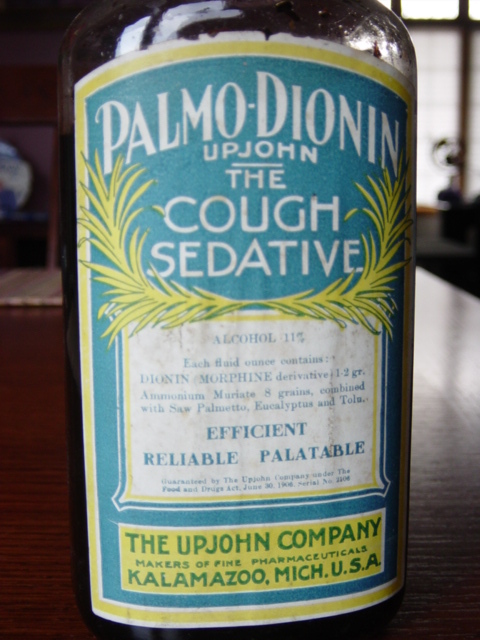 PALMO-DIONIN
UPJOHN
THE
COUGH
SEDATIVE
ALCOHOL 11%
Each fluid ounce contains:
DIONIN MORPHINE derivative 1-2 gr.
Ammonium Muriate 8 grains, combined
with Saw Palmetto, Eucalyptus and Tolu.
EFFICIENT
RELIABLE PALATABLE
Guaranteed by The Upjohn Company under The
Food and Drugs Act, June 30, 1906. Serial No.
THE UPJOHN COMPANY
MAKERS OF FINE PHARMACEUTICALS
KALAMAZOO, MICH. U.S.A.